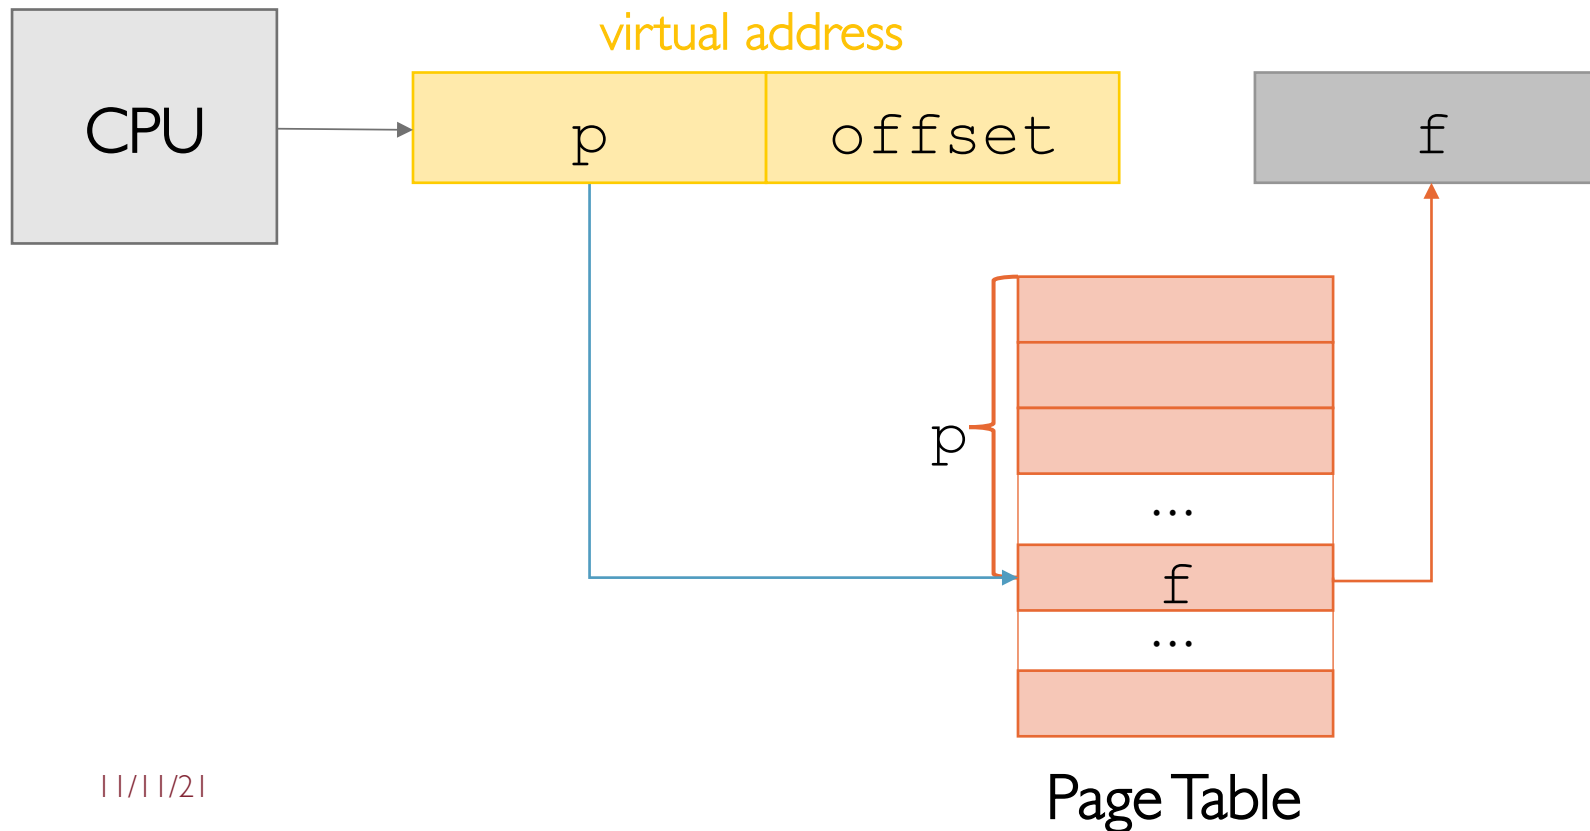 virtual address
CPU
p
offset
f
p
...
f
...
11/11/21
Page Table